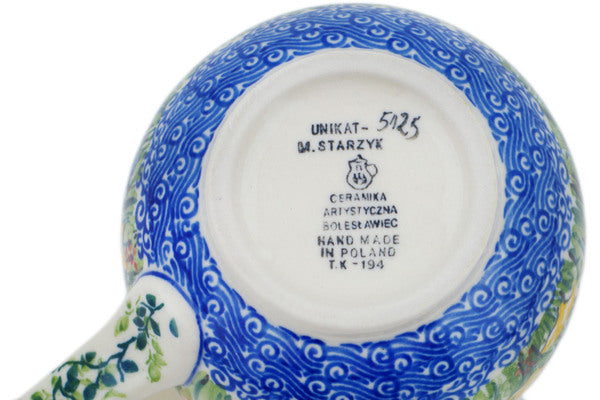 UNIKAT- 5125
M. STARZYK
CERAMIKA
ARTYSTYCZNA
BOLESŁAWIEC
HAND MADE
IN POLAND
T.K -194